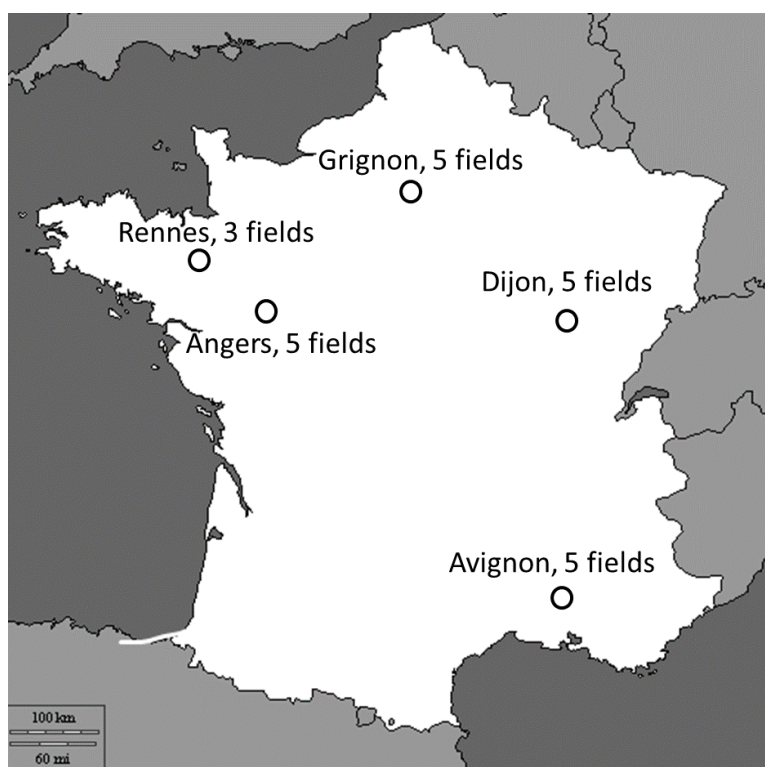 Grignon, 5 fields
Rennes, 3 fields
Dijon, 5 fields
Angers, 5 fields
Avignon, 5 fields
100 km
60 mi